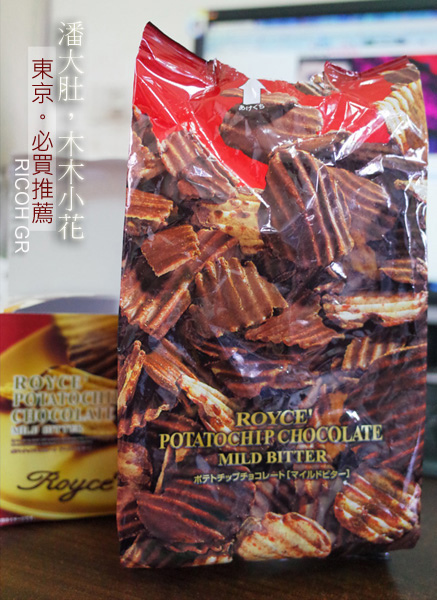 潘大肚，木木小花
東京。必買推薦
RICOH GR
あけくち
ROYCE'
POTATOCHIP CHOCOLATE
MILD BITTER
ポテトチップチョコレート[マイルドビター]
ROYCE'
POTATOCHIP
CHOCOLATE
MILD BITTER
Royce'